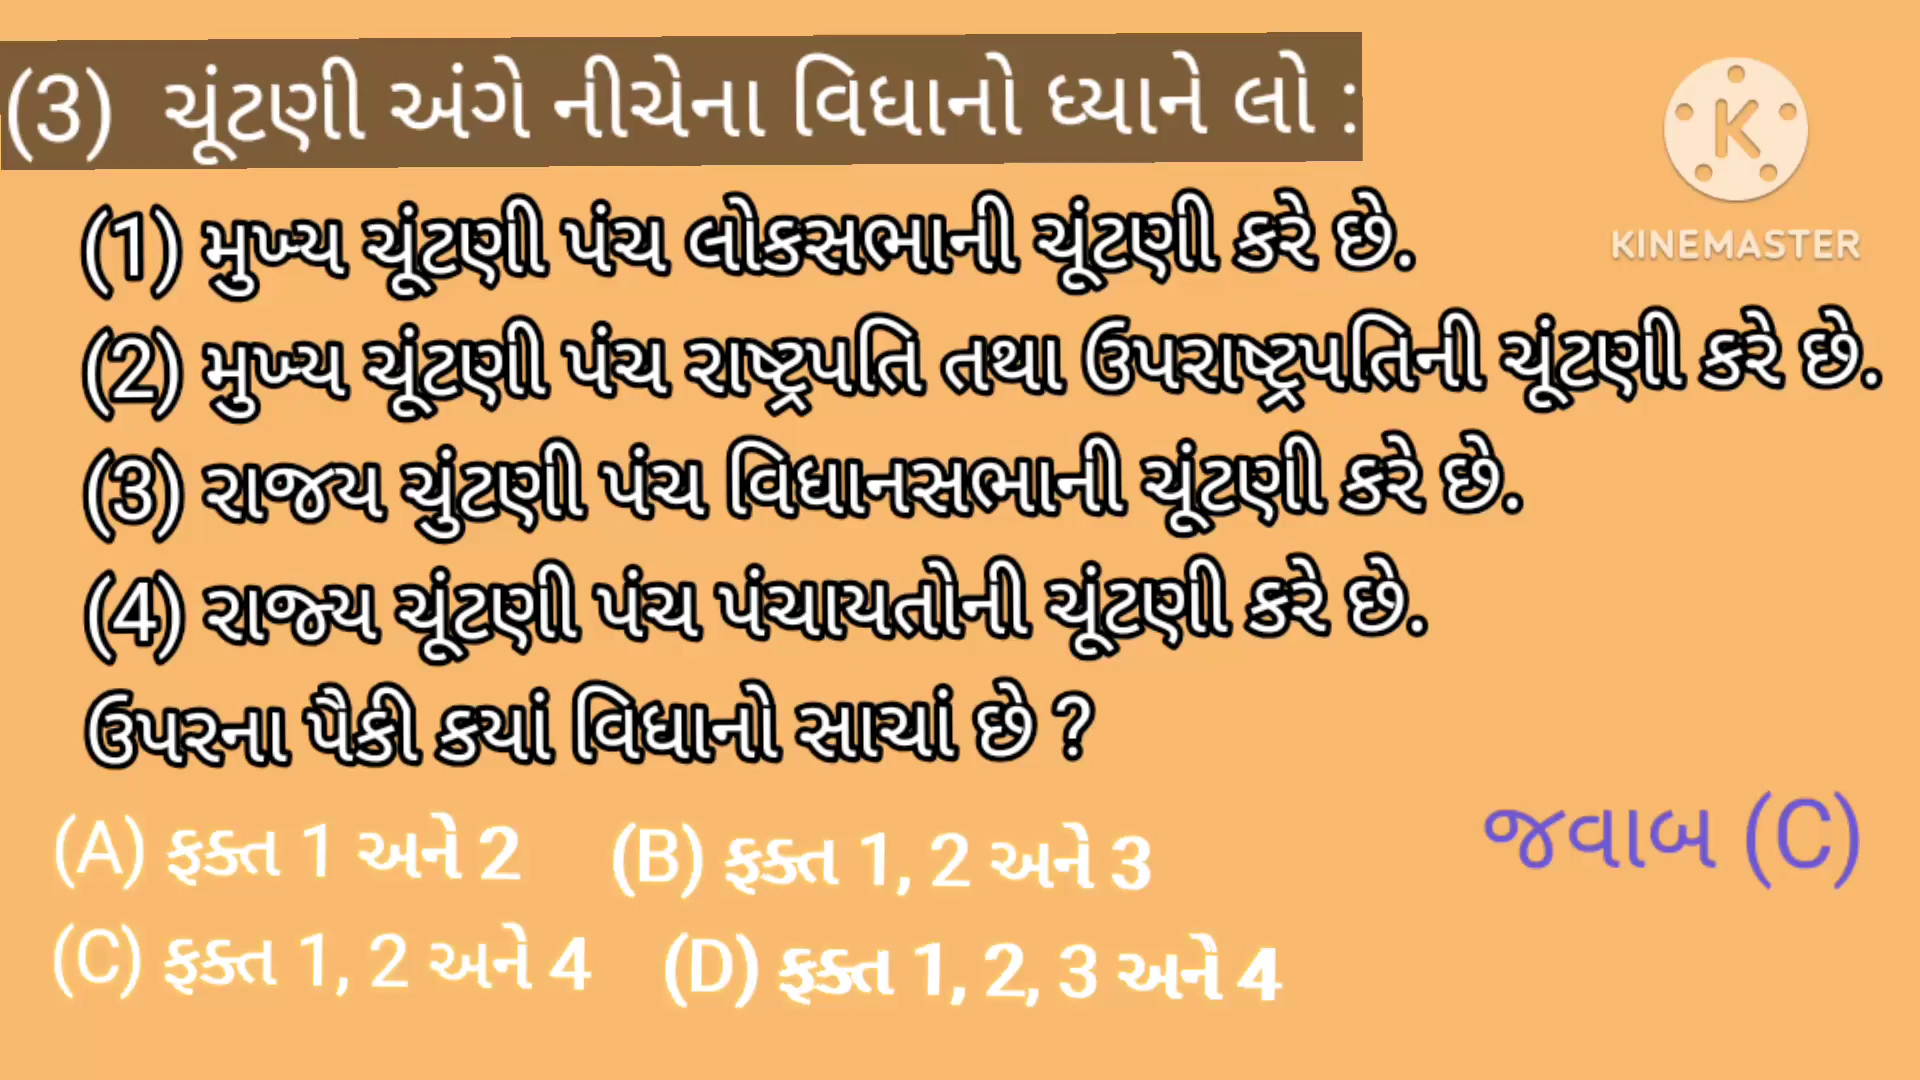 (3) ચૂંટણી અંગે નીચેના વિધાનો ધ્યાને લો :
KINEMASTER
(1) મુખ્ય ચૂંટણી પંચ લોકસભાની ચૂંટણી કરે છે.
(2) મુખ્ય ચૂંટણી પંચ રાષ્ટ્રપતિ તથા ઉપરાષ્ટ્રપતિની ચૂંટણી કરે છે.
(3) રાજય ચુંટણી પંચ વિધાનસભાની ચૂંટણી કરે છે.
(4) રાજ્ય ચૂંટણી પંચ પંચાયતોની ચૂંટણી કરે છે.
ઉપરના પૈકી કયાં વિધાનો સાચાં છે ?
(A) ફક્ત 1 અને 2 (B) ફક્ત 1, 2 અને 3
જવાબ (C)
(C) ફક્ત 1, 2 અને 4 (D) ફક્ત 1, 2, 3 અને 4